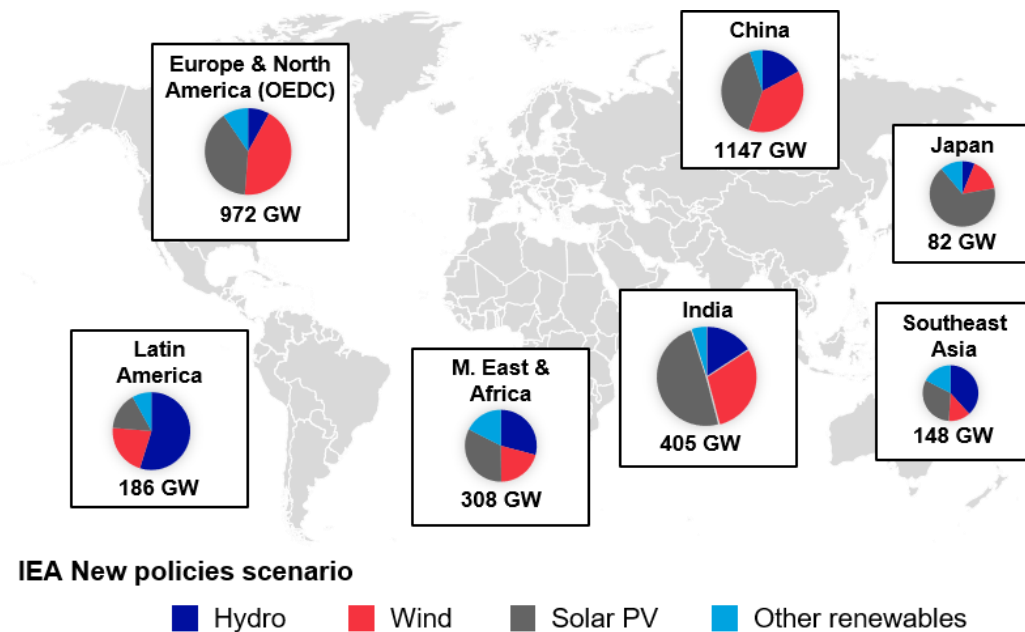 Europe & North
America (OEDC)
972 GW
China
1147 GW
Japan
82 GW
India
405 GW
Southeast
Asia
148 GW
Latin
America
186 GW
M. East &
Africa
308 GW
IEA New policies scenario
Hydro
Wind
Solar PV
Other renewables